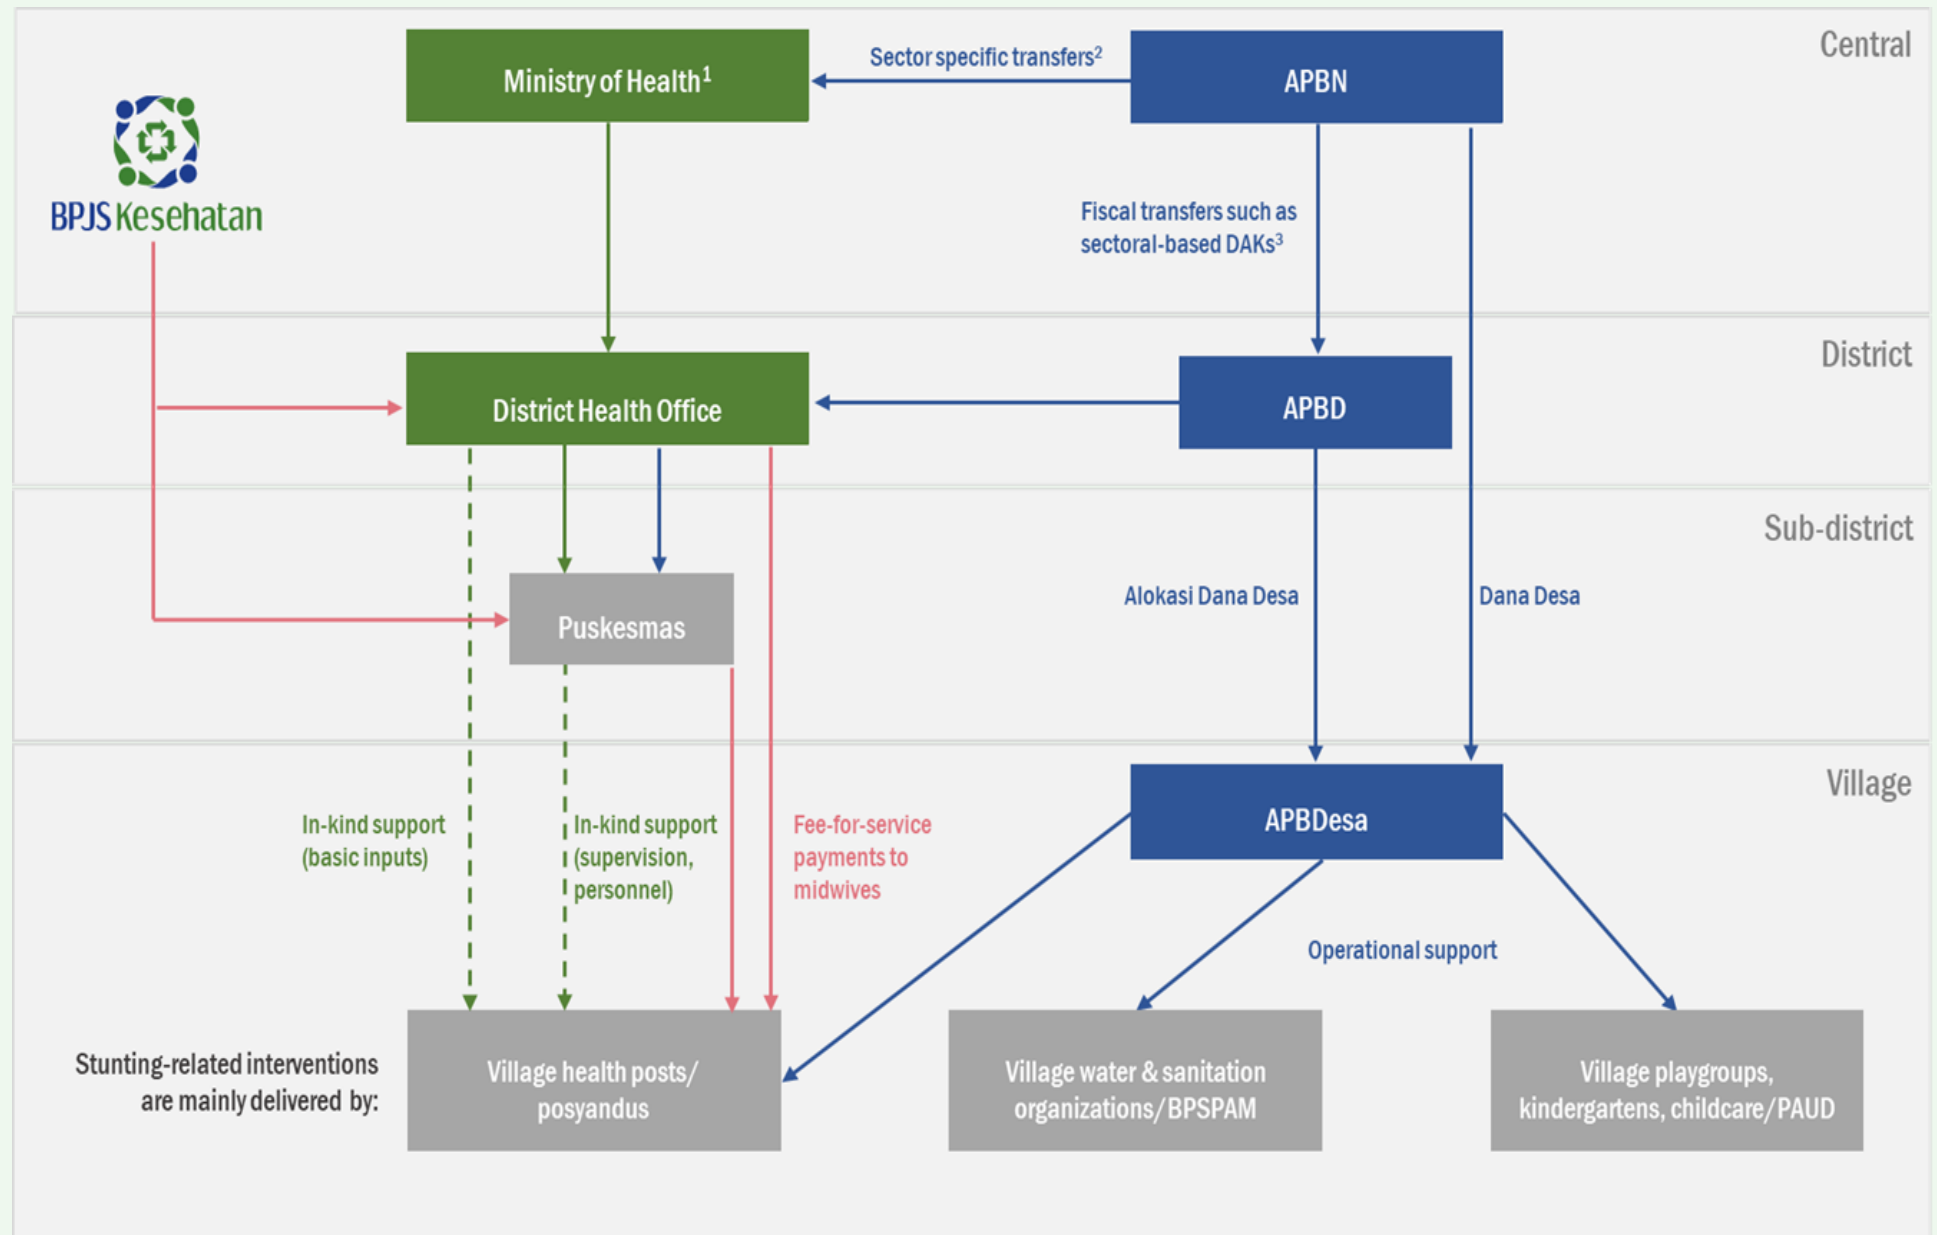 Central
Ministry of Health1
Sector specific transfers2
APBN
BPJS Kesehatan
Fiscal transfers such as
sectoral-based DAKs3
District
District Health Office
APBD
Sub-district
Puskesmas
Alokasi Dana Desa
Dana Desa
Village
In-kind support
(basic inputs)
In-kind support
(supervision,
personnel)
Fee-for-service
payments to
midwives
APBDesa
Operational support
Stunting-related interventions
are mainly delivered by:
Village health posts/
posyandus
Village water & sanitation
organizations/BPSPAM
Village playgroups,
kindergartens, childcare/PAUD